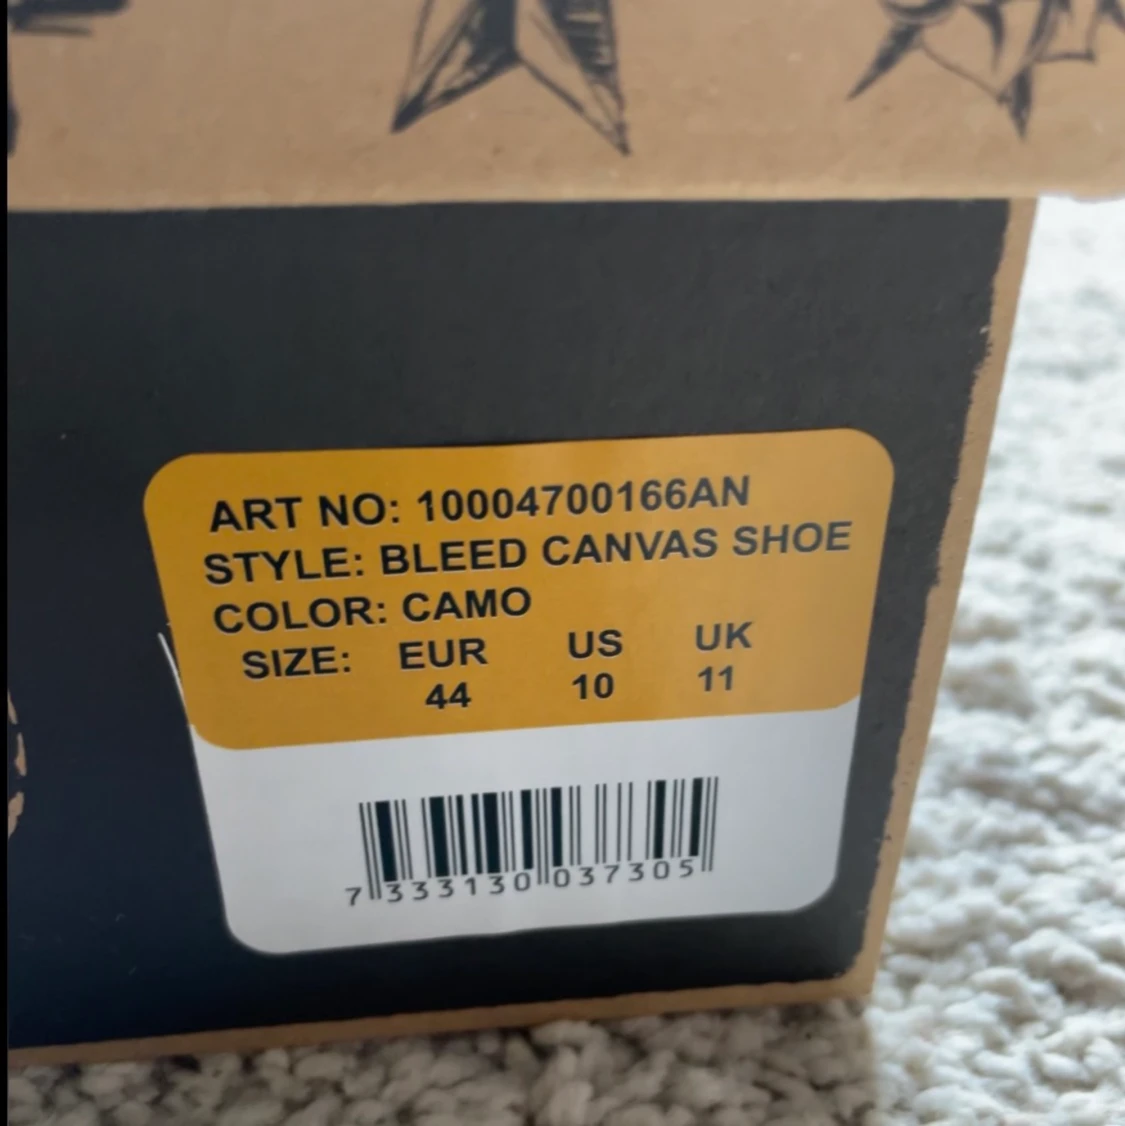 ART NO: 10004700166AN
STYLE: BLEED CANVAS SHOE
COLOR: CAMO
SIZE: EUR US UK
44 10 11
7 333130 037305